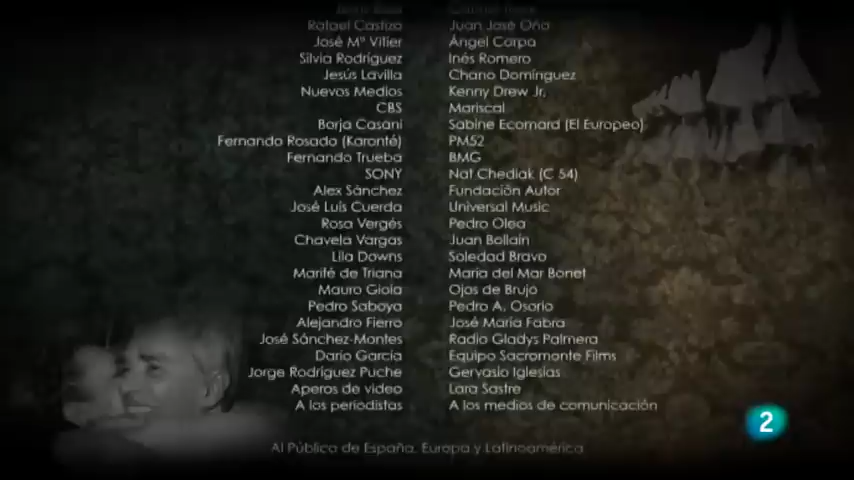 Rafael Castizo Juan José Oña
José Mª Vitier Ángel Carpa
Silvia Rodríguez Inés Romero
Jesús Lavilla Chano Domínguez
Nuevos Medios Kenny Drew Jr.
CBS Mariscal
Borja Casani Sabine Ecornard (El Europeo)
Fernando Rosado (Karonté) PM52
Fernando Trueba BMG
SONY Nat Chediak (C 54)
Alex Sánchez Fundación Autor
José Luis Cuerda Universal Music
Rosa Vergés Pedro Olea
Chavela Vargas Juan Bollaín
Lila Downs Soledad Bravo
Marifé de Triana María del Mar Bonet
Mauro Gioia Ojos de Brujo
Pedro Saboya Pedro A. Osorio
Alejandro Fierro José María Fabra
José Sánchez-Montes Radio Gladys Palmera
Darío García Equipo Sacromonte Films
Jorge Rodríguez Puche Gervasio Iglesias
Aperos de video Lara Sastre
A los periodistas A los medios de comunicación
2
Al Pública de España, Europa y Latinoamérica